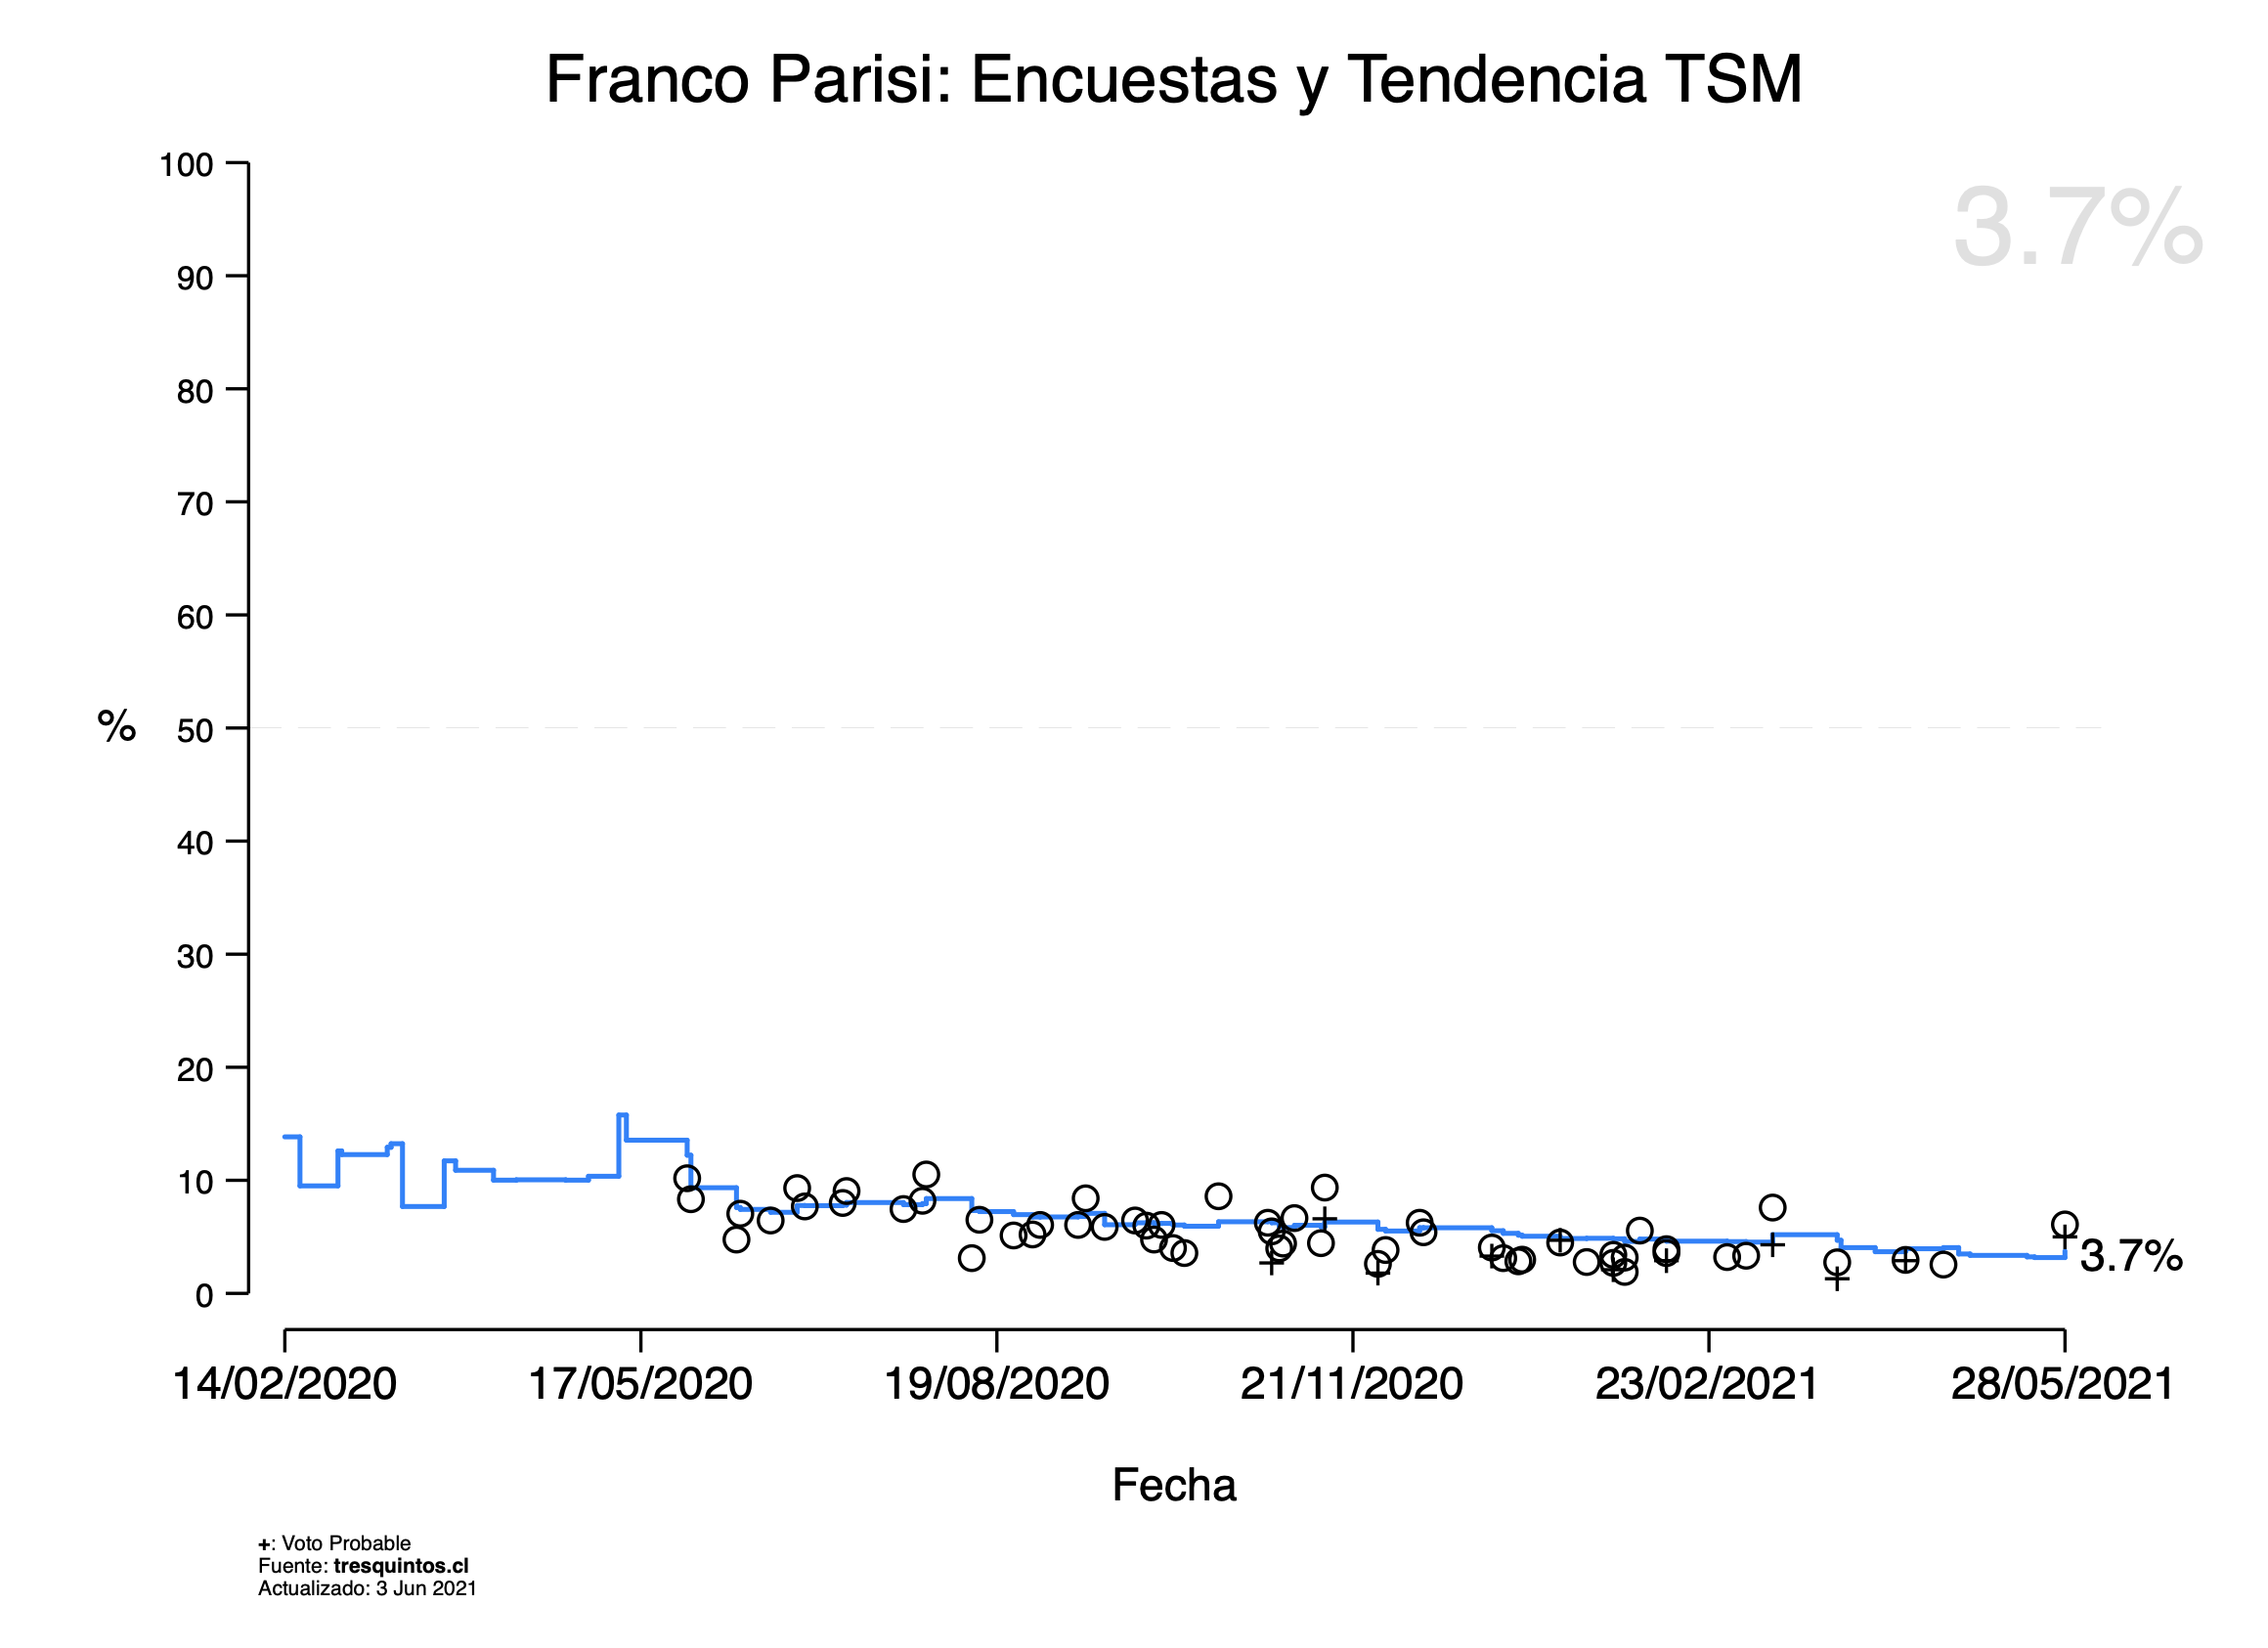 Franco Parisi: Encuestas y Tendencia TSM
3.7%
100
90
80
70
60
50
40
30
20
10
0
%
3.7%
14/02/2020 17/05/2020 19/08/2020 21/11/2020 23/02/2021 28/05/2021
Fecha
+: Voto Probable
Fuente: tresquintos.cl
Actualizado: 3 Jun 2021